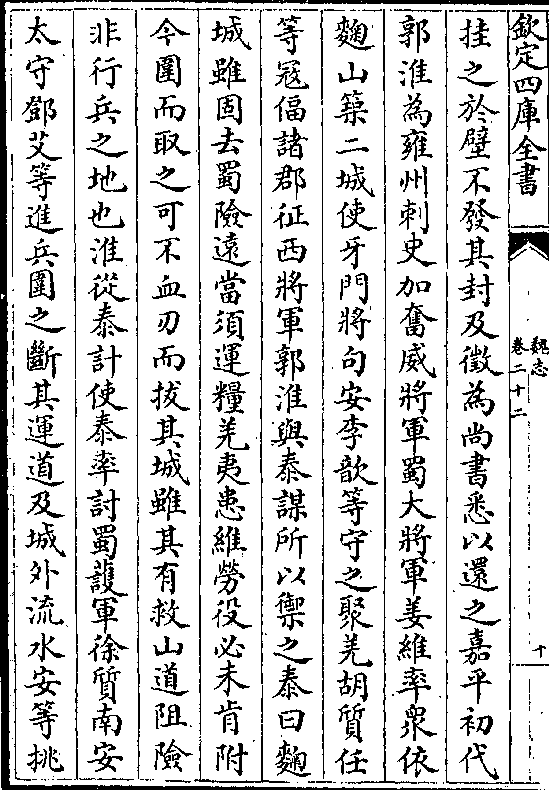 欽定四庫全書
魏志
卷二十二
十
挂之於壁不發其封及徵為尚書悉以還之嘉平初代
郭淮為雍州刺史加奮威將軍蜀大將軍姜維率衆依
麴山築二城使牙門將句安李歆等守之聚羌胡質任
等冦偪諸郡征西將軍郭淮與泰謀所以禦之泰曰麴
城雖固去蜀險遠當須運糧羌夷患維勞役必未肯附
今圍而取之可不血刃而拔其城雖其有救山道阻險
非行兵之地也淮從泰計使泰率討蜀䕶軍徐質南安
太守鄧艾等進兵圍之斷其運道及城外流水安等挑